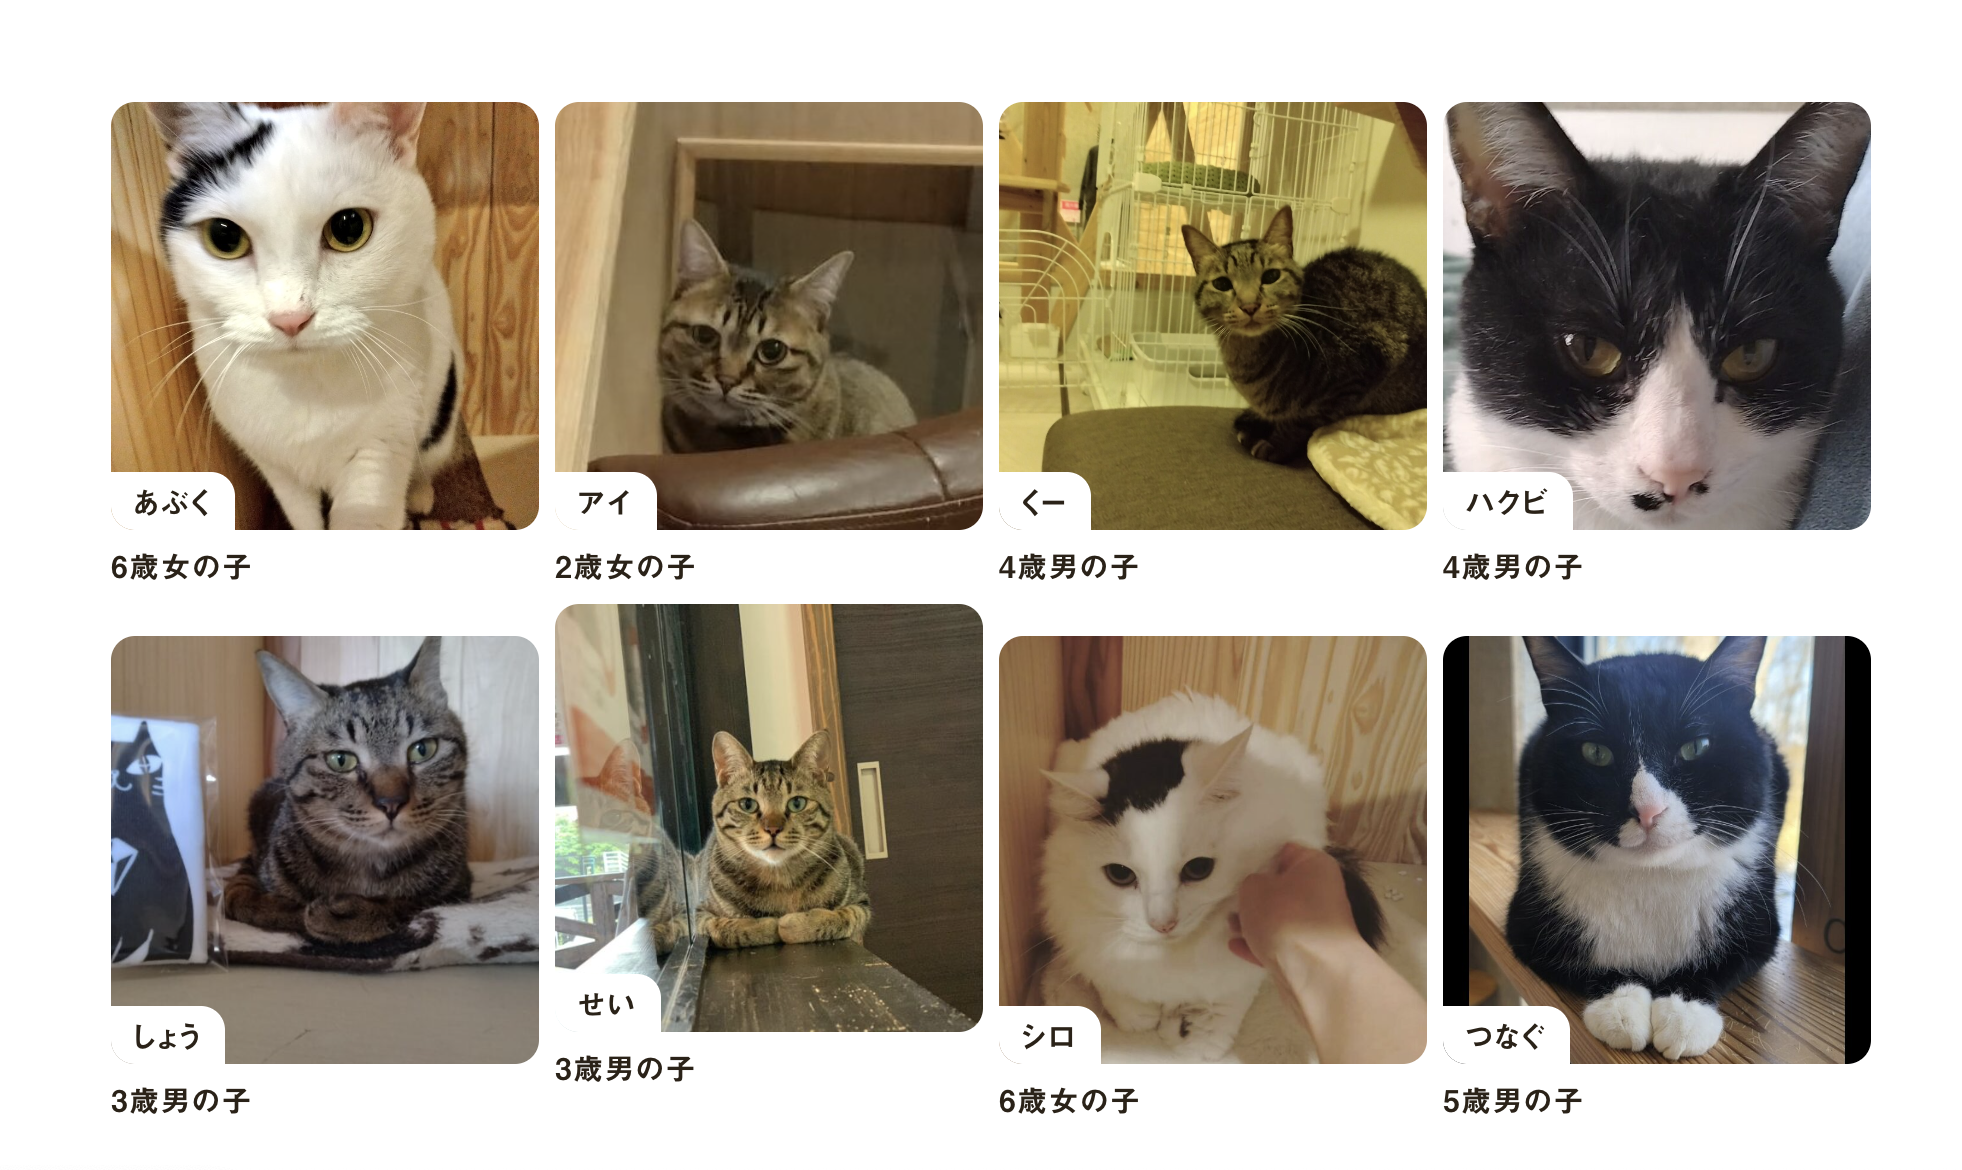 あぶく
6歳女の子
アイ
2歳女の子
くー
4歳男の子
ハクビ
4歳男の子
しょう
3歳男の子
せい
3歳男の子
シロ
6歳女の子
つなぐ
5歳男の子